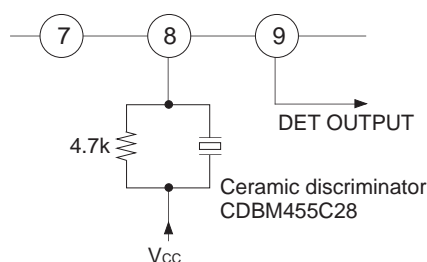 7 8 9
DET OUTPUT
4.7k
Ceramic discriminator
CDBM455C28
Vcc